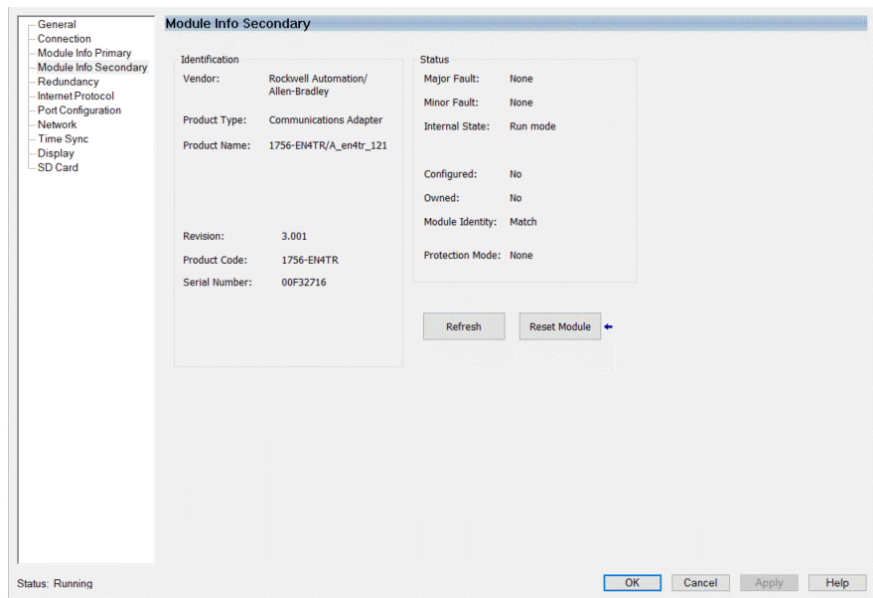 General
Connection
Module Info Primary
Module Info Secondary
Redundancy
Internet Protocol
Port Configuration
Network
Time Sync
Display
SD Card
Module Info Secondary
Identification
Vendor: Rockwell Automation/
Allen-Bradley
Product Type: Communications Adapter
Product Name: 1756-EN4TR/A_en4tr_121
Revision: 3.001
Product Code: 1756-EN4TR
Serial Number: 00F32716
Status
Major Fault: None
Minor Fault: None
Internal State: Run mode
Configured: No
Owned: No
Module Identity: Match
Protection Mode: None
Refresh Reset Module
Status: Running
OK Cancel Apply Help